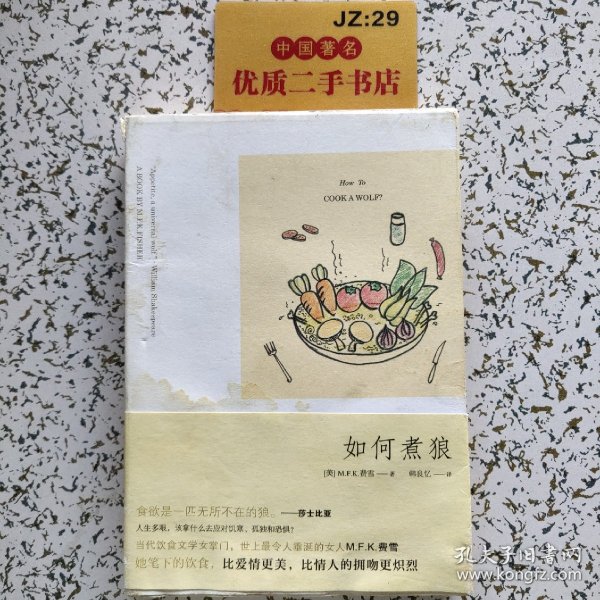 JZ:29
中国著名
优质二手书店
"Appetite, a universal wolf." —William Shakespeare
A BOOK BY M.F.K.FISHER
How To
COOK A WOLF?
如何煮狼
[美] M.F.K.费雪——著 韩良忆——译
食欲是一匹无所不在的狼。——莎士比亚
人生多艰,该拿什么去应对饥寒、孤独和恐惧?
当代饮食文学女掌门,世上最令人垂涎的女人M.F.K.费雪
她笔下的饮食,比爱情更美,比情人的拥吻更炽烈
孔夫子旧书网
www.kongfz.com